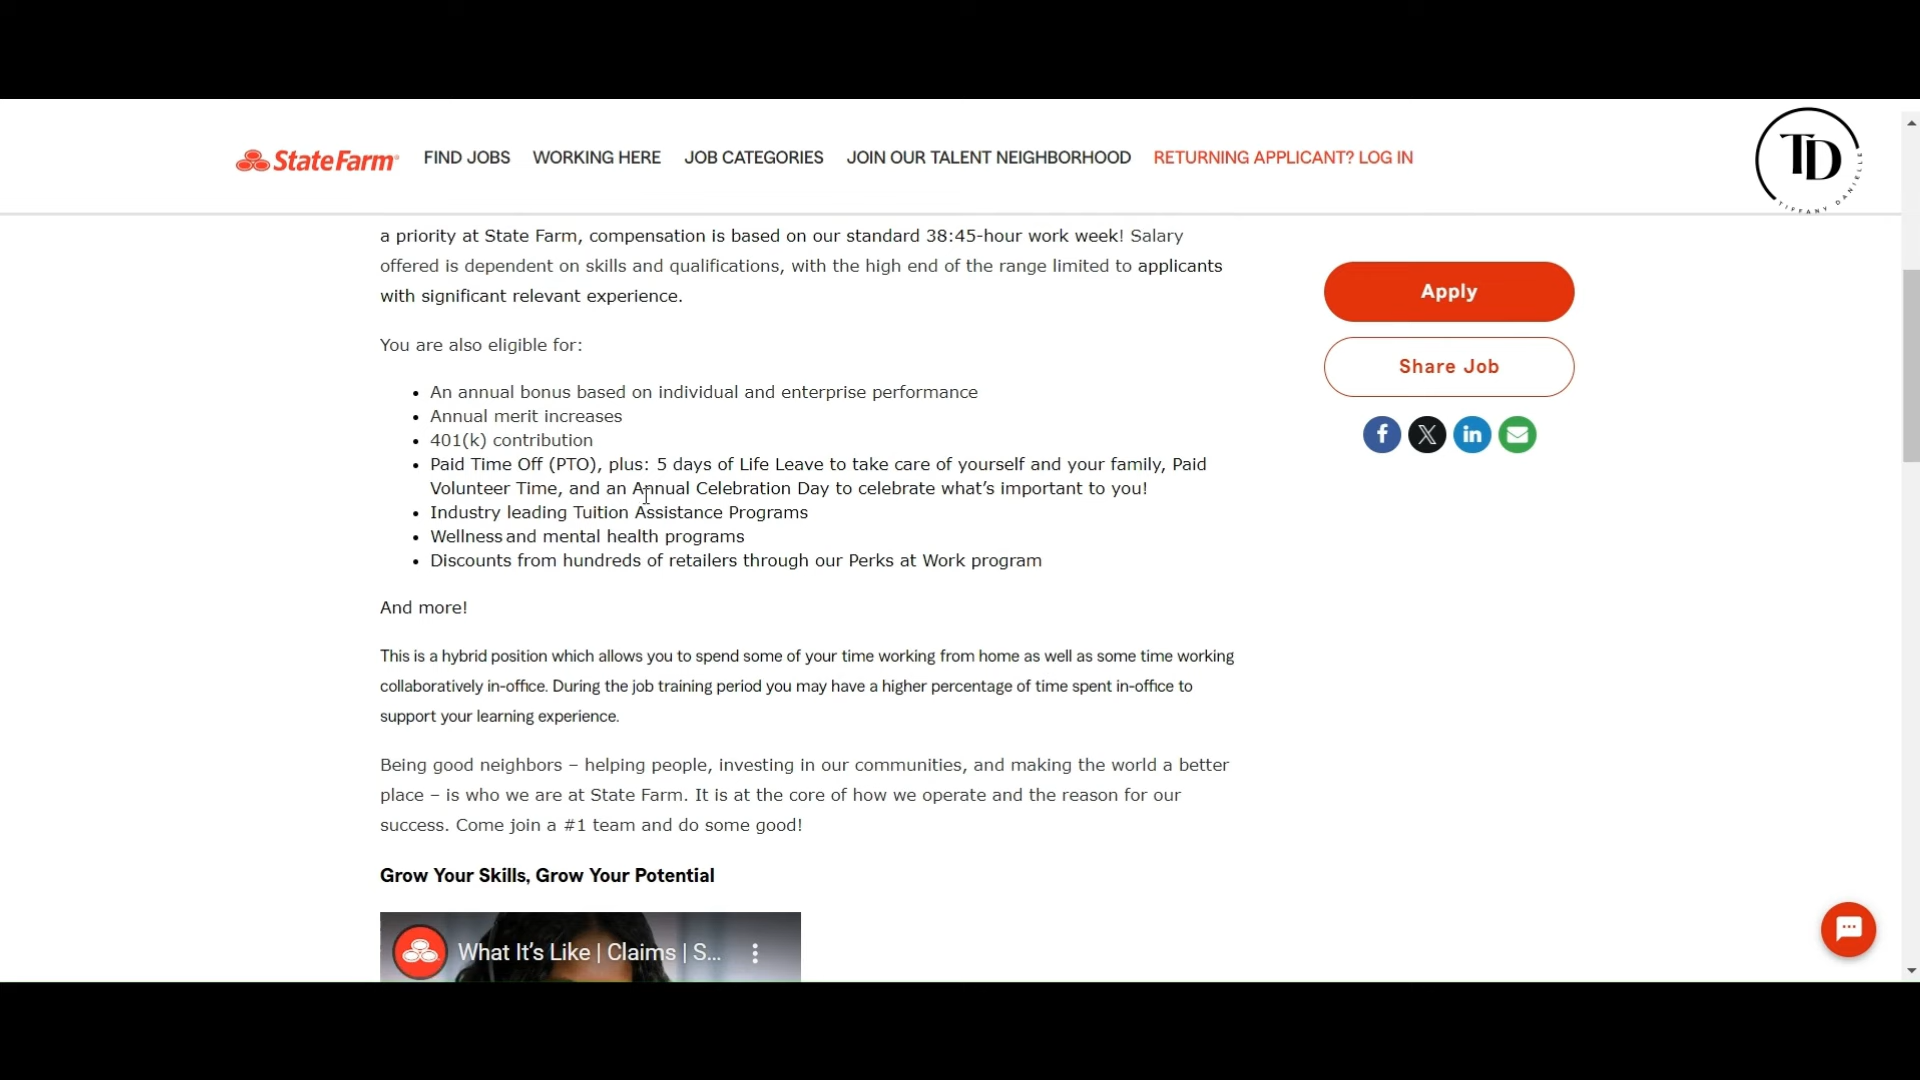 StateFarm®
FIND JOBS WORKING HERE JOB CATEGORIES JOIN OUR TALENT NEIGHBORHOOD RETURNING APPLICANT? LOG IN
TD
TIFFANY DANIELLE
a priority at State Farm, compensation is based on our standard 38:45-hour work week! Salary
offered is dependent on skills and qualifications, with the high end of the range limited to applicants
with significant relevant experience.
Apply
Share Job
You are also eligible for:
• An annual bonus based on individual and enterprise performance
• Annual merit increases
• 401(k) contribution
• Paid Time Off (PTO), plus: 5 days of Life Leave to take care of yourself and your family, Paid
Volunteer Time, and an Annual Celebration Day to celebrate what’s important to you!
• Industry leading Tuition Assistance Programs
• Wellness and mental health programs
• Discounts from hundreds of retailers through our Perks at Work program
And more!
This is a hybrid position which allows you to spend some of your time working from home as well as some time working
collaboratively in-office. During the job training period you may have a higher percentage of time spent in-office to
support your learning experience.
Being good neighbors – helping people, investing in our communities, and making the world a better
place – is who we are at State Farm. It is at the core of how we operate and the reason for our
success. Come join a #1 team and do some good!
Grow Your Skills, Grow Your Potential
What It’s Like | Claims | S...